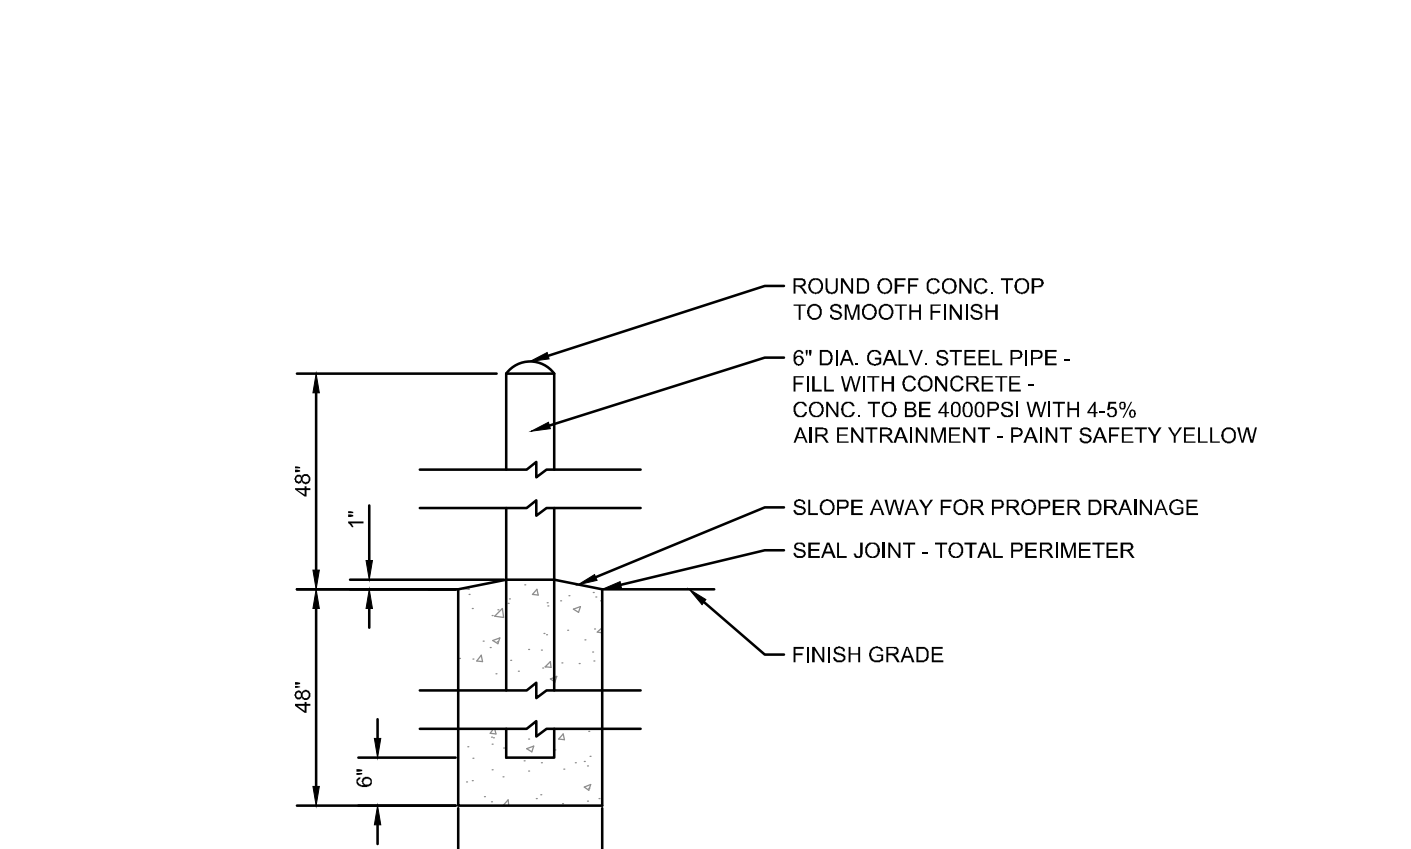 ROUND OFF CONC. TOP
TO SMOOTH FINISH
6" DIA. GALV. STEEL PIPE -
FILL WITH CONCRETE -
CONC. TO BE 4000PSI WITH 4-5%
AIR ENTRAINMENT - PAINT SAFETY YELLOW
48"
1"
SLOPE AWAY FOR PROPER DRAINAGE
SEAL JOINT - TOTAL PERIMETER
FINISH GRADE
48"
6"